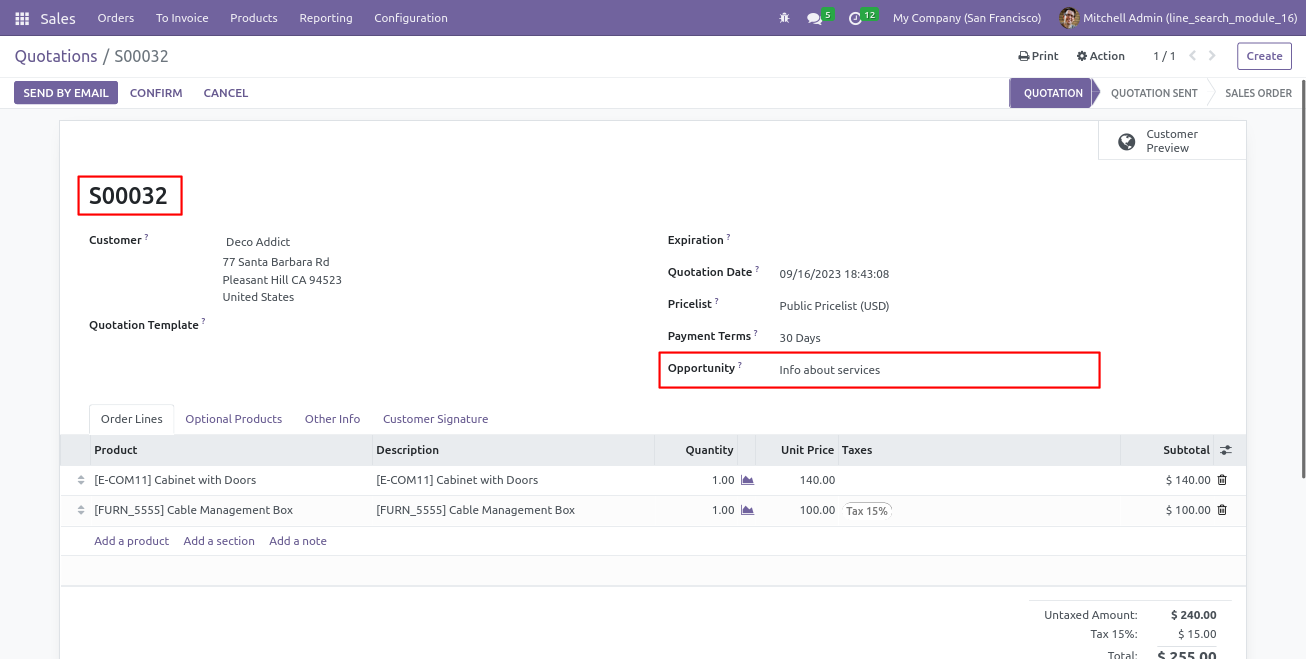 Sales Orders To Invoice Products Reporting Configuration 5 12 My Company (San Francisco) Mitchell Admin (line_search_module_16)
Quotations / S00032 Print Action 1 / 1 Create
SEND BY EMAIL CONFIRM CANCEL QUOTATION QUOTATION SENT SALES ORDER
Customer
Preview
S00032
Customer ? Deco Addict
77 Santa Barbara Rd
Pleasant Hill CA 94523
United States
Quotation Template ?
Expiration ?
Quotation Date ? 09/16/2023 18:43:08
Pricelist ? Public Pricelist (USD)
Payment Terms ? 30 Days
Opportunity ? Info about services
Order Lines Optional Products Other Info Customer Signature
Product Description Quantity Unit Price Taxes Subtotal
[E-COM11] Cabinet with Doors [E-COM11] Cabinet with Doors 1.00 140.00 $ 140.00
[FURN_5555] Cable Management Box [FURN_5555] Cable Management Box 1.00 100.00 Tax 15% $ 100.00
Add a product Add a section Add a note
Untaxed Amount: $ 240.00
Tax 15%: $ 15.00
Total: $ 255.00